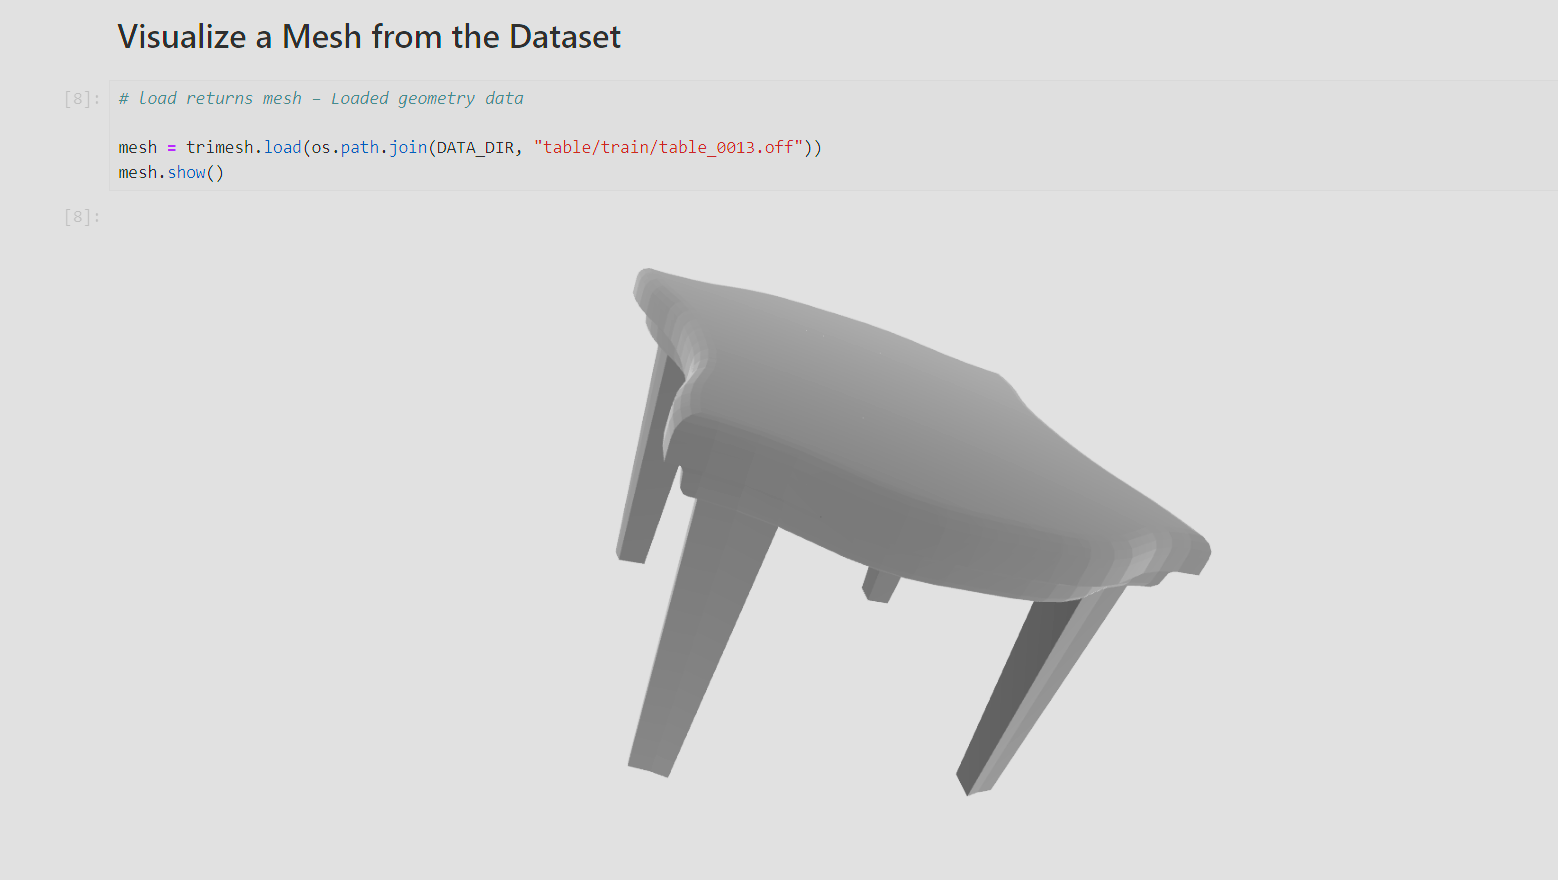 Visualize a Mesh from the Dataset
[8]:
# load returns mesh – Loaded geometry data
mesh = trimesh.load(os.path.join(DATA_DIR, "table/train/table_0013.off"))
mesh.show()
[8]: